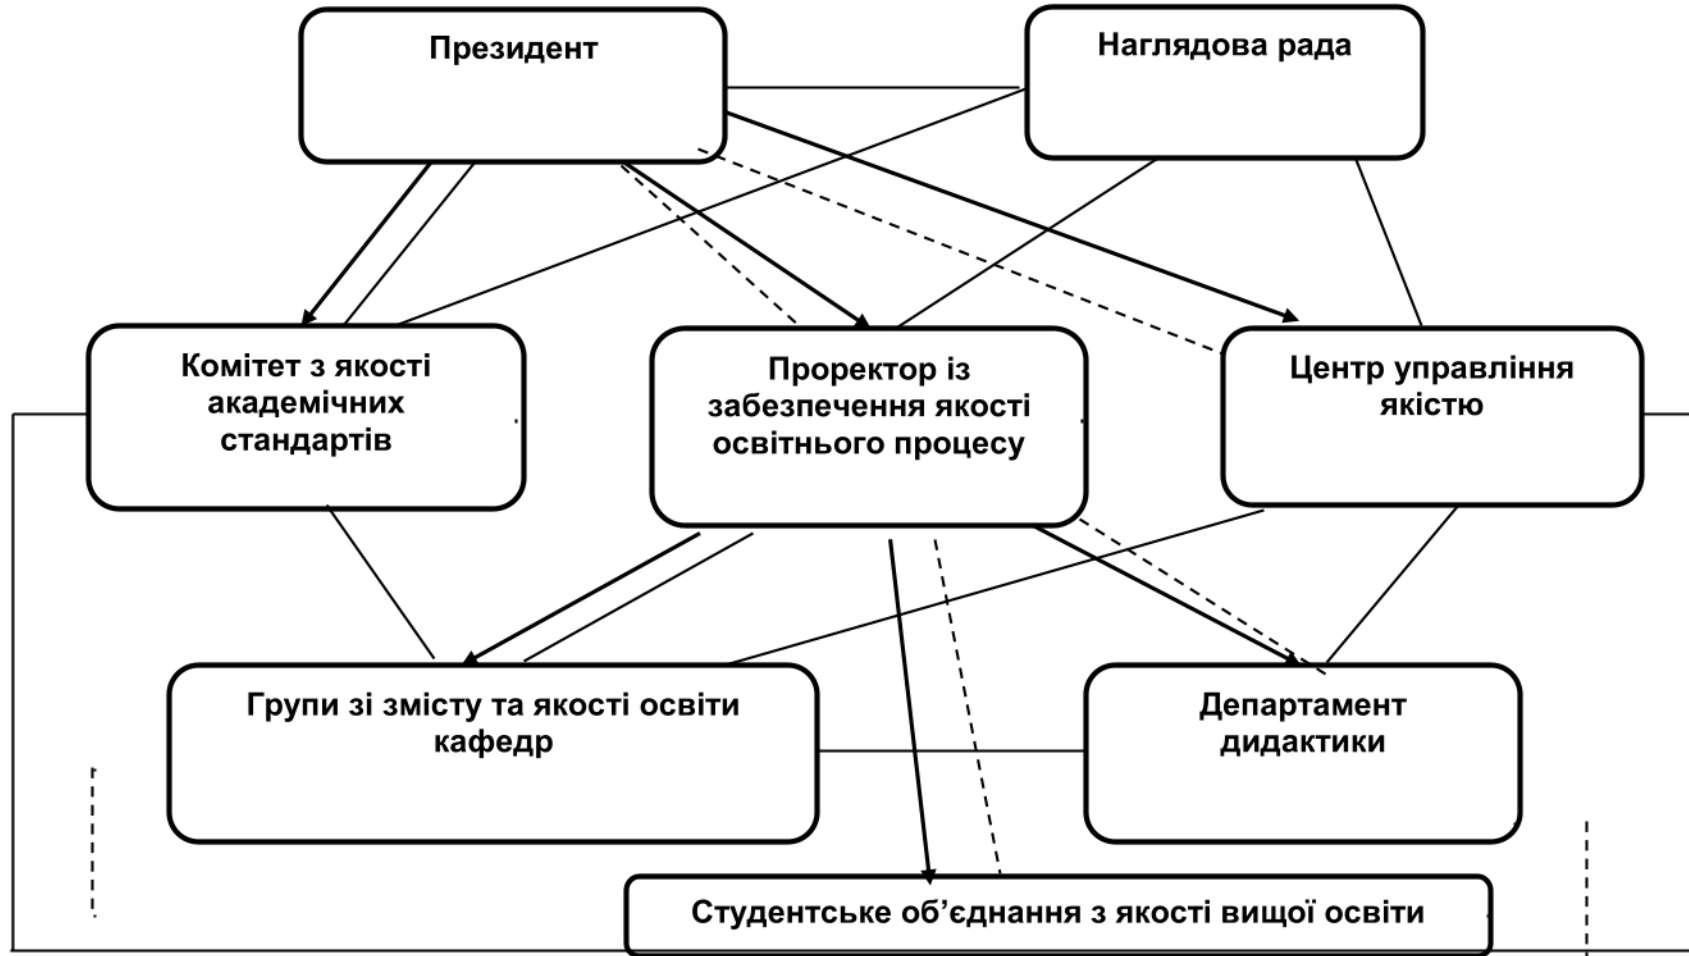 Президент
Наглядова рада
Комітет з якості
академічних
стандартів
Проректор із
забезпечення якості
освітнього процесу
Центр управління
якістю
Групи зі змісту та якості освіти
кафедр
Департамент
дидактики
Студентське об’єднання з якості вищої освіти